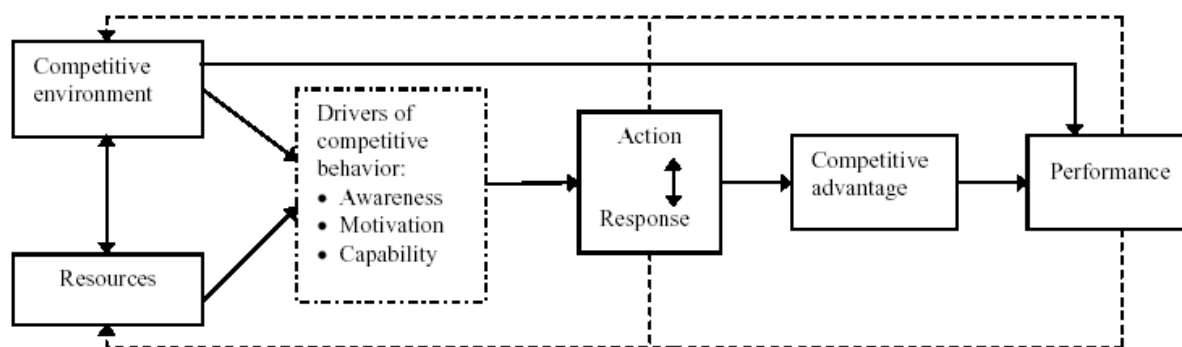 Competitive
environment
Resources
Drivers of
competitive
behavior:
• Awareness
• Motivation
• Capability
Action
Response
Competitive
advantage
Performance